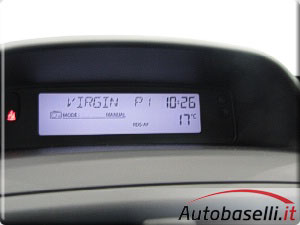 VIRGIN P1 10:26
MODE MANUAL 17°C
RDS-AF
Autobaselli.it